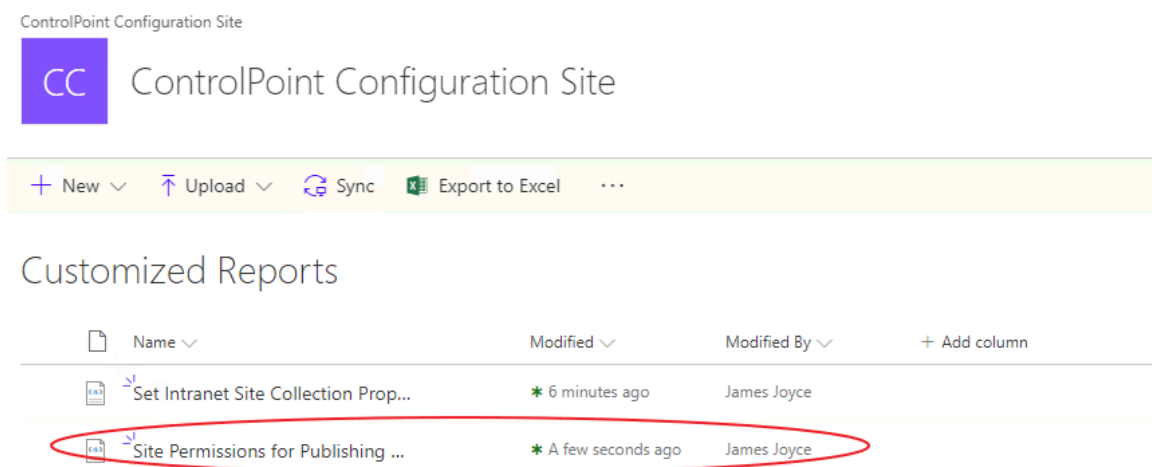 ControlPoint Configuration Site
CC ControlPoint Configuration Site
New Upload Sync Export to Excel ...
Customized Reports
Name Modified Modified By + Add column
Set Intranet Site Collection Prop... 6 minutes ago James Joyce
Site Permissions for Publishing ... A few seconds ago James Joyce